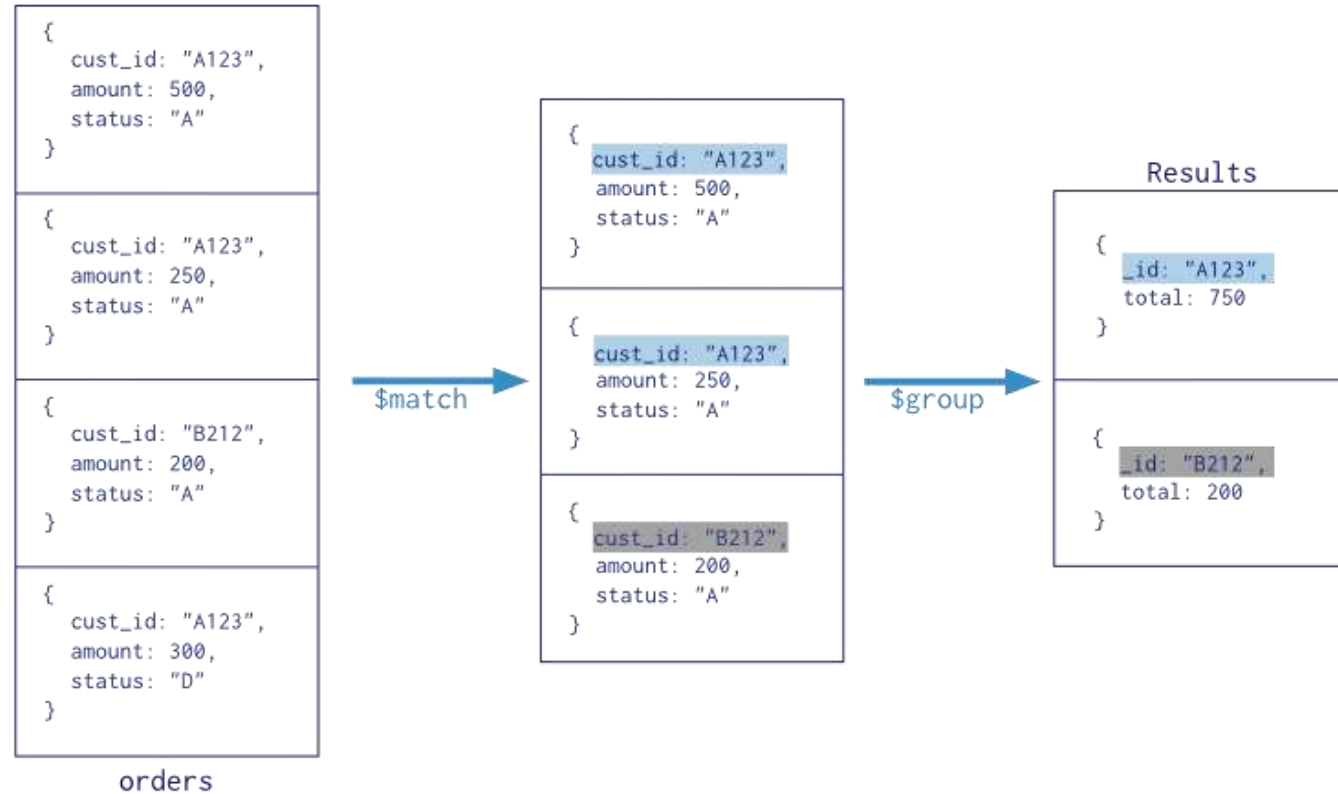 {
cust_id: "A123",
amount: 500,
status: "A"
}
{
cust_id: "A123",
amount: 250,
status: "A"
}
{
cust_id: "B212",
amount: 200,
status: "A"
}
{
cust_id: "A123",
amount: 300,
status: "D"
}
orders
$match
{
cust_id: "A123",
amount: 500,
status: "A"
}
{
cust_id: "A123",
amount: 250,
status: "A"
}
{
cust_id: "B212",
amount: 200,
status: "A"
}
$group
Results
{
_id: "A123",
total: 750
}
{
_id: "B212",
total: 200
}